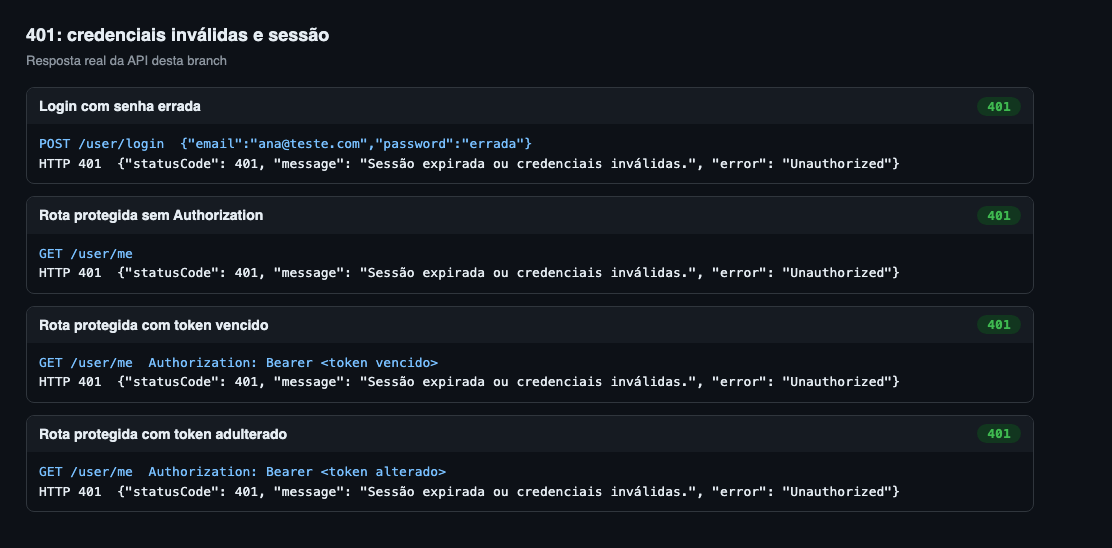 401: credenciais inválidas e sessão
Resposta real da API desta branch
Login com senha errada 401
POST /user/login {"email":"ana@teste.com","password":"errada"}
HTTP 401 {"statusCode": 401, "message": "Sessão expirada ou credenciais inválidas.", "error": "Unauthorized"}
Rota protegida sem Authorization 401
GET /user/me
HTTP 401 {"statusCode": 401, "message": "Sessão expirada ou credenciais inválidas.", "error": "Unauthorized"}
Rota protegida com token vencido 401
GET /user/me Authorization: Bearer <token vencido>
HTTP 401 {"statusCode": 401, "message": "Sessão expirada ou credenciais inválidas.", "error": "Unauthorized"}
Rota protegida com token adulterado 401
GET /user/me Authorization: Bearer <token alterado>
HTTP 401 {"statusCode": 401, "message": "Sessão expirada ou credenciais inválidas.", "error": "Unauthorized"}